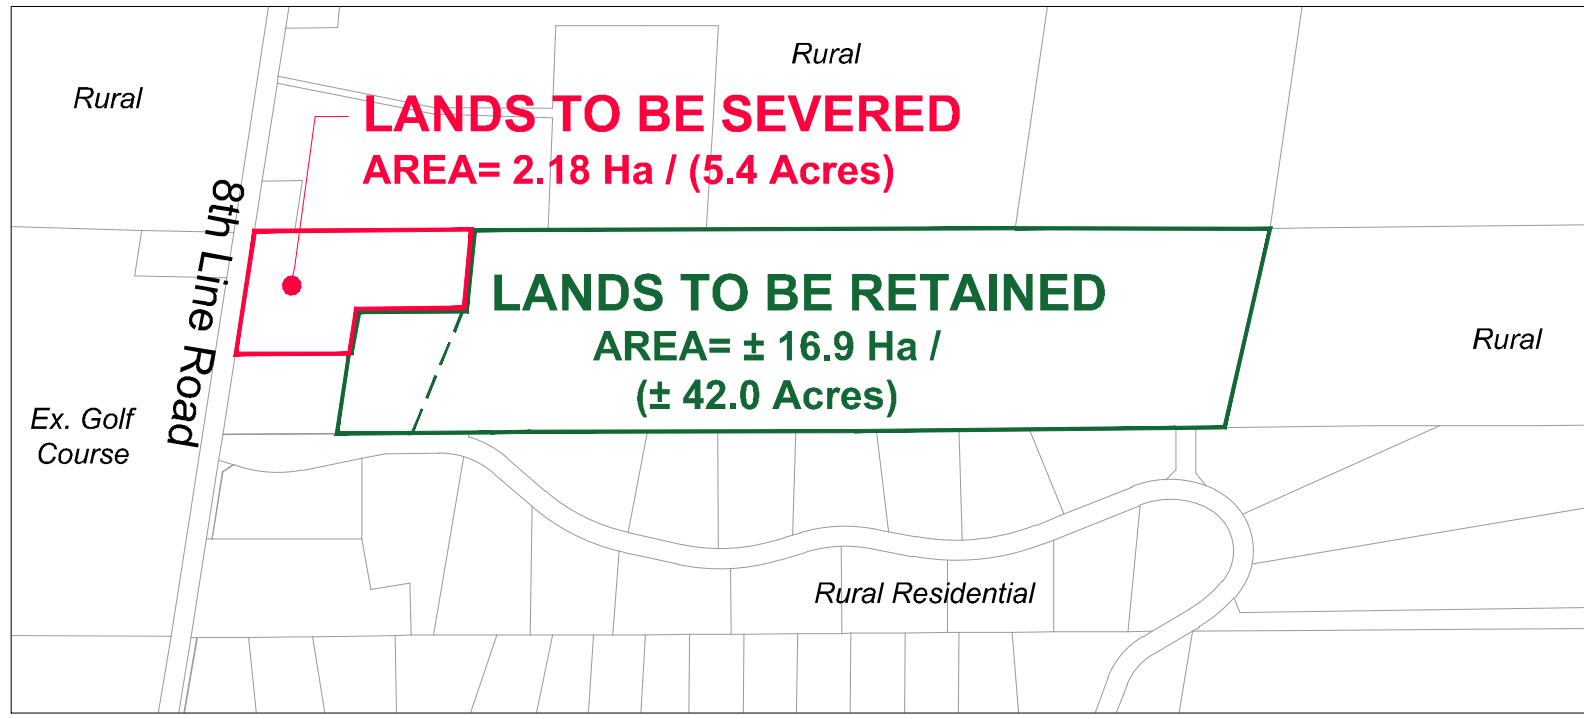 Rural
Rural
LANDS TO BE SEVERED
AREA= 2.18 Ha / (5.4 Acres)
8th Line Road
LANDS TO BE RETAINED
AREA= ± 16.9 Ha /
(± 42.0 Acres)
Rural
Ex. Golf
Course
Rural Residential